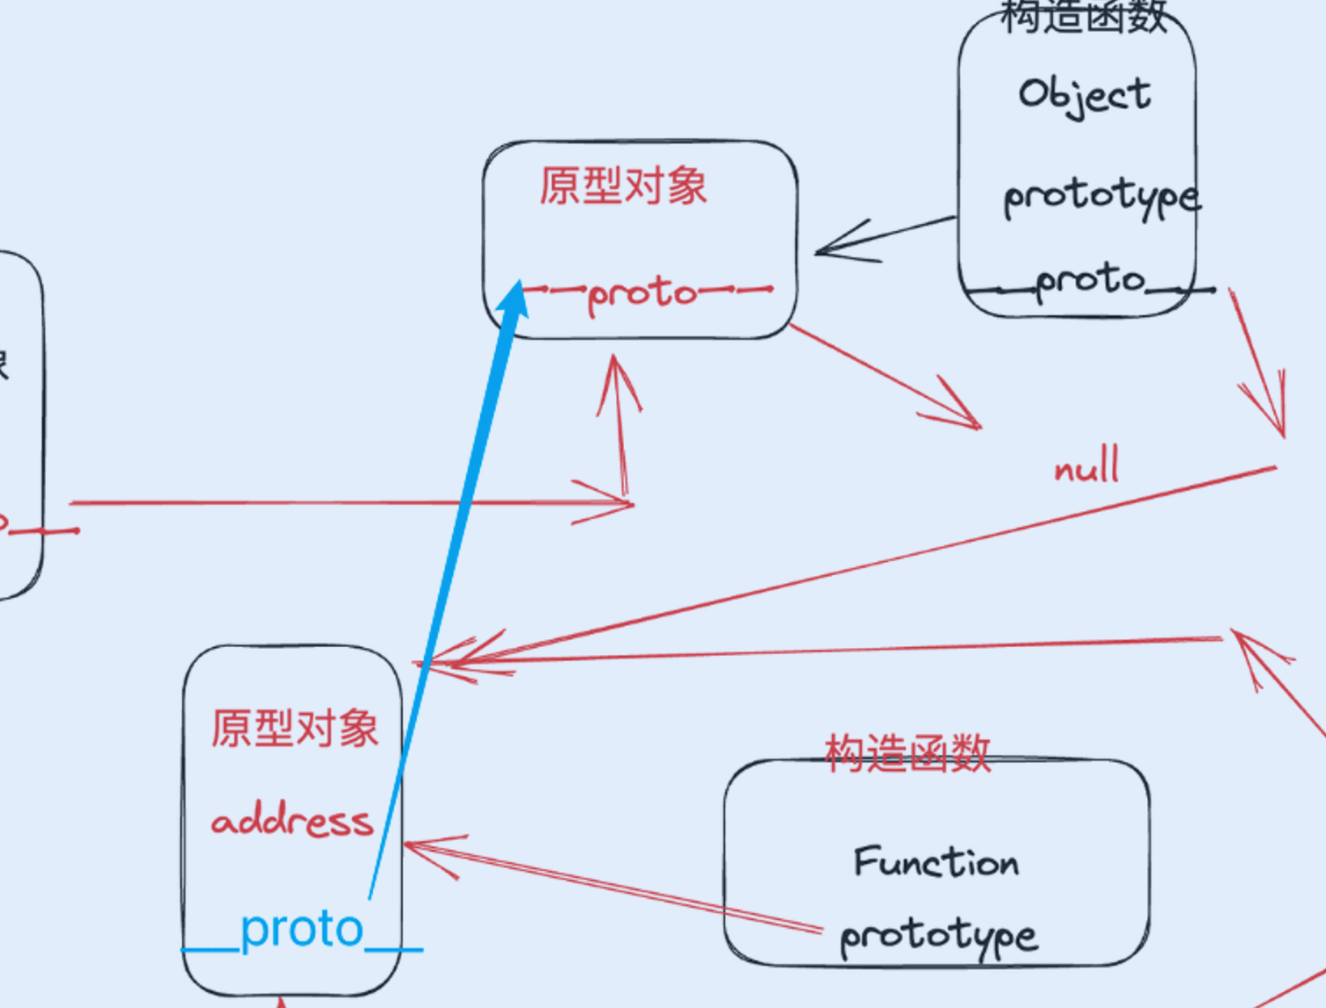 构造函数
Object
prototype
__proto__
原型对象
__proto__
null
原型对象
address
__proto__
构造函数
Function
prototype